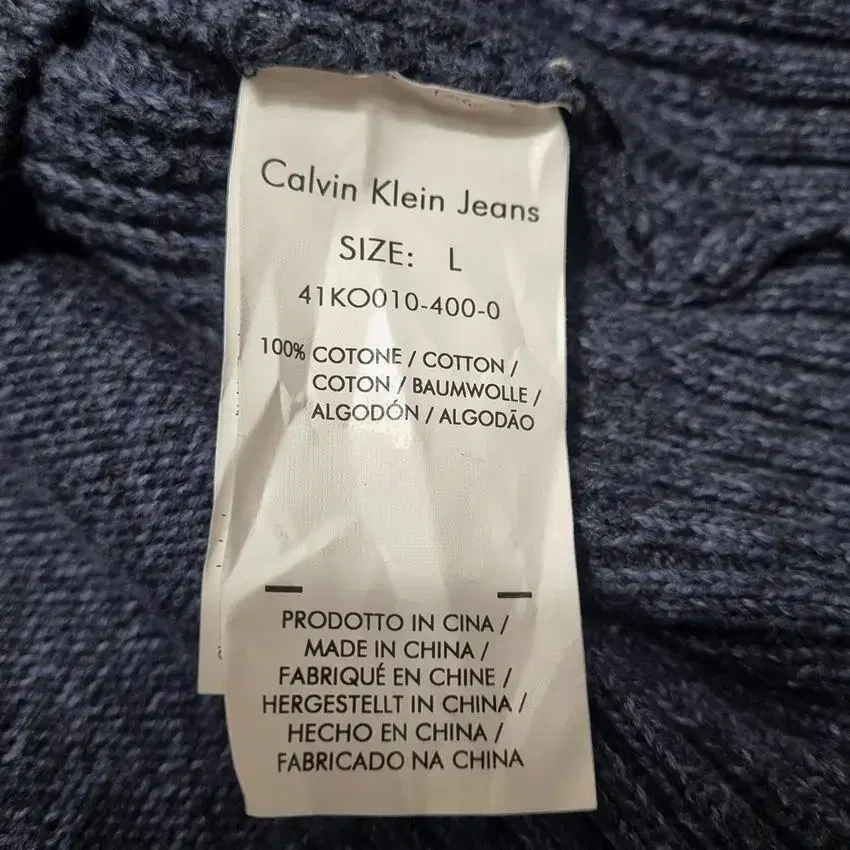 Calvin Klein Jeans
SIZE: L
41KO010-400-0
100% COTONE / COTTON /
COTON / BAUMWOLLE /
ALGODÓN / ALGODÃO
PRODOTTO IN CINA /
MADE IN CHINA /
FABRIQUÉ EN CHINE /
HERGESTELLT IN CHINA /
HECHO EN CHINA /
FABRICADO NA CHINA